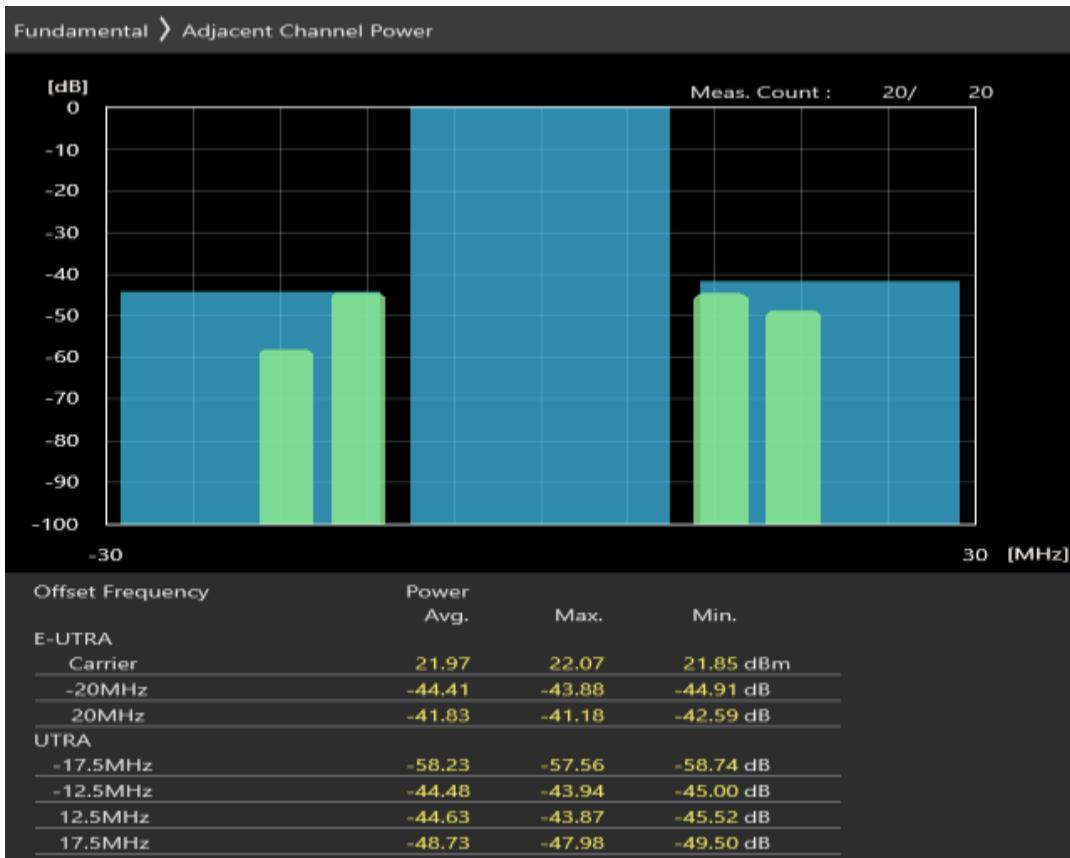 Fundamental ❯ Adjacent Channel Power
[dB]
Meas. Count : 20/ 20
0
-10
-20
-30
-40
-50
-60
-70
-80
-90
-100
-30 30 [MHz]
Offset Frequency Power
Avg. Max. Min.
E-UTRA
Carrier 21.97 22.07 21.85 dBm
-20MHz -44.41 -43.88 -44.91 dB
20MHz -41.83 -41.18 -42.59 dB
UTRA
-17.5MHz -58.23 -57.56 -58.74 dB
-12.5MHz -44.48 -43.94 -45.00 dB
12.5MHz -44.63 -43.87 -45.52 dB
17.5MHz -48.73 -47.98 -49.50 dB